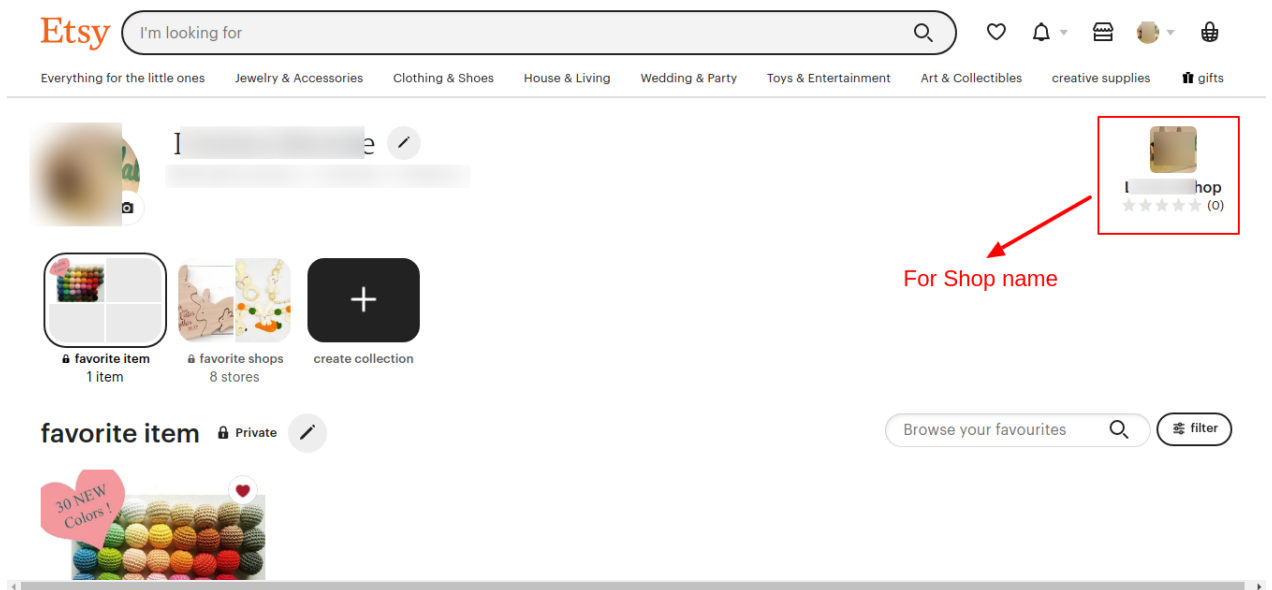 Etsy
I'm looking for
Everything for the little ones
Jewelry & Accessories
Clothing & Shoes
House & Living
Wedding & Party
Toys & Entertainment
Art & Collectibles
creative supplies
gifts
(0)
For Shop name
favorite item
1 item
favorite shops
8 stores
create collection
favorite item
Private
Browse your favourites
filter
30 NEW
Colors !